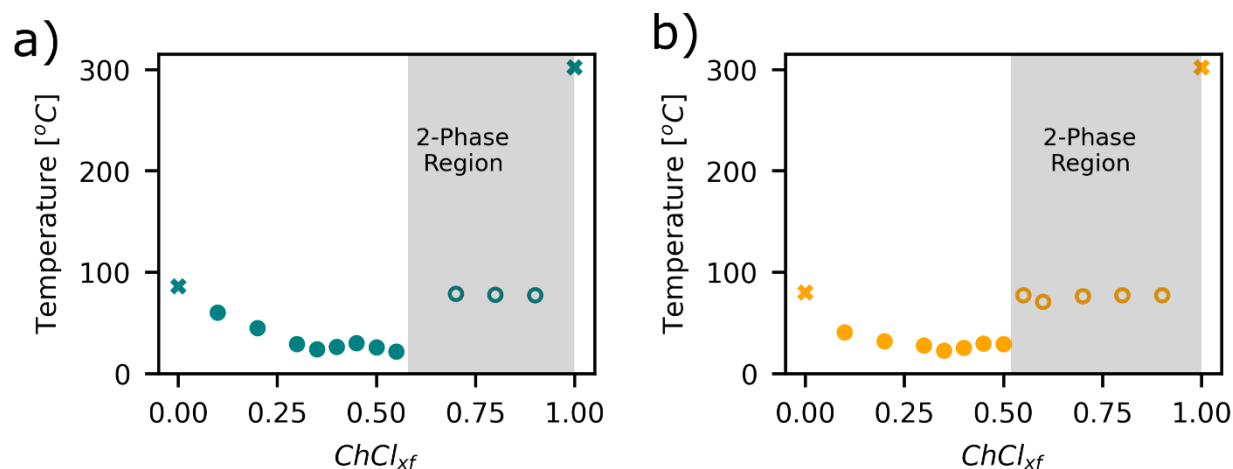 a)
Temperature [°C]
300
200
100
0
2-Phase
Region
0.00 0.25 0.50 0.75 1.00
ChCl_xf
b)
Temperature [°C]
300
200
100
0
2-Phase
Region
0.00 0.25 0.50 0.75 1.00
ChCl_xf